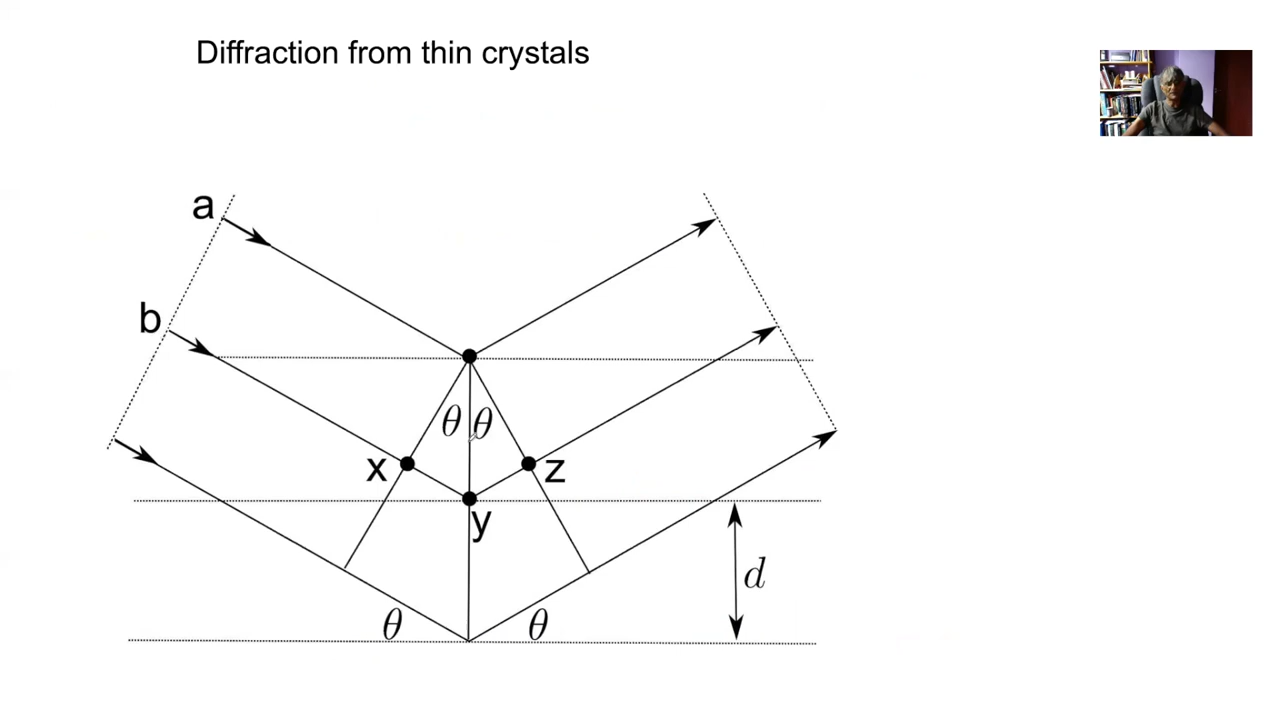 Diffraction from thin crystals
a
b
θ θ
x z
y
d
θ θ